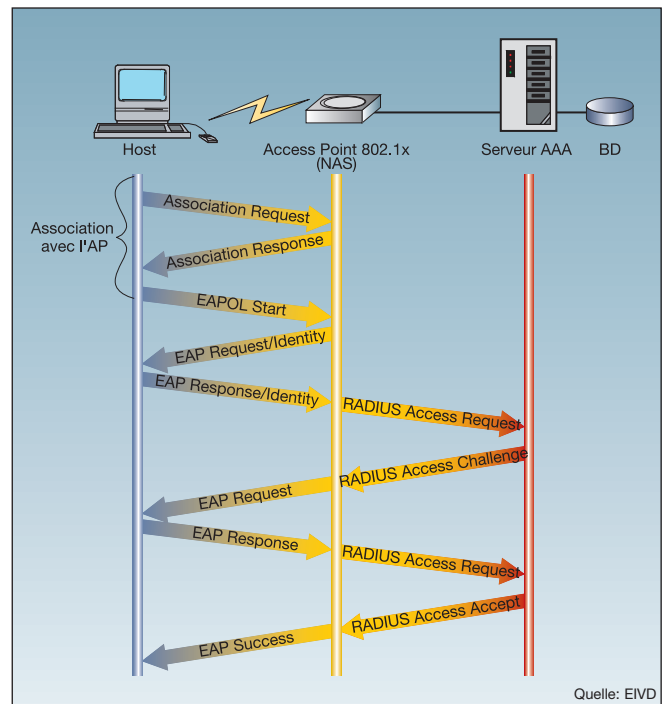 Host
Access Point 802.1x
(NAS)
Serveur AAA
BD
Association
avec l'AP
Association Request
Association Response
EAPOL Start
EAP Request/Identity
EAP Response/Identity
RADIUS Access Request
RADIUS Access Challenge
EAP Request
EAP Response
RADIUS Access Request
RADIUS Access Accept
EAP Success
Quelle: EIVD